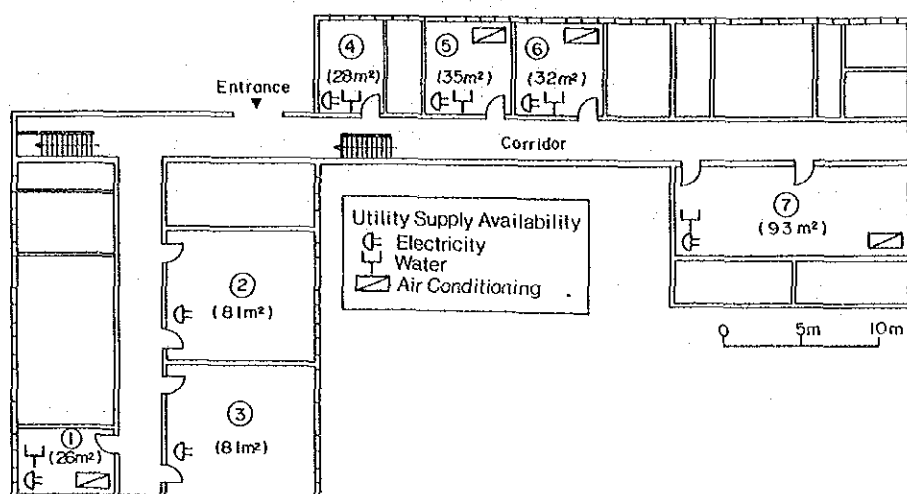 ④
(28m²)
⑤
(35m²)
⑥
(32m²)
Entrance
Corridor
⑦
(93m²)
Utility Supply Availability
Electricity
Water
Air Conditioning
②
(81m²)
0 5m 10m
③
(81m²)
①
(26m²)